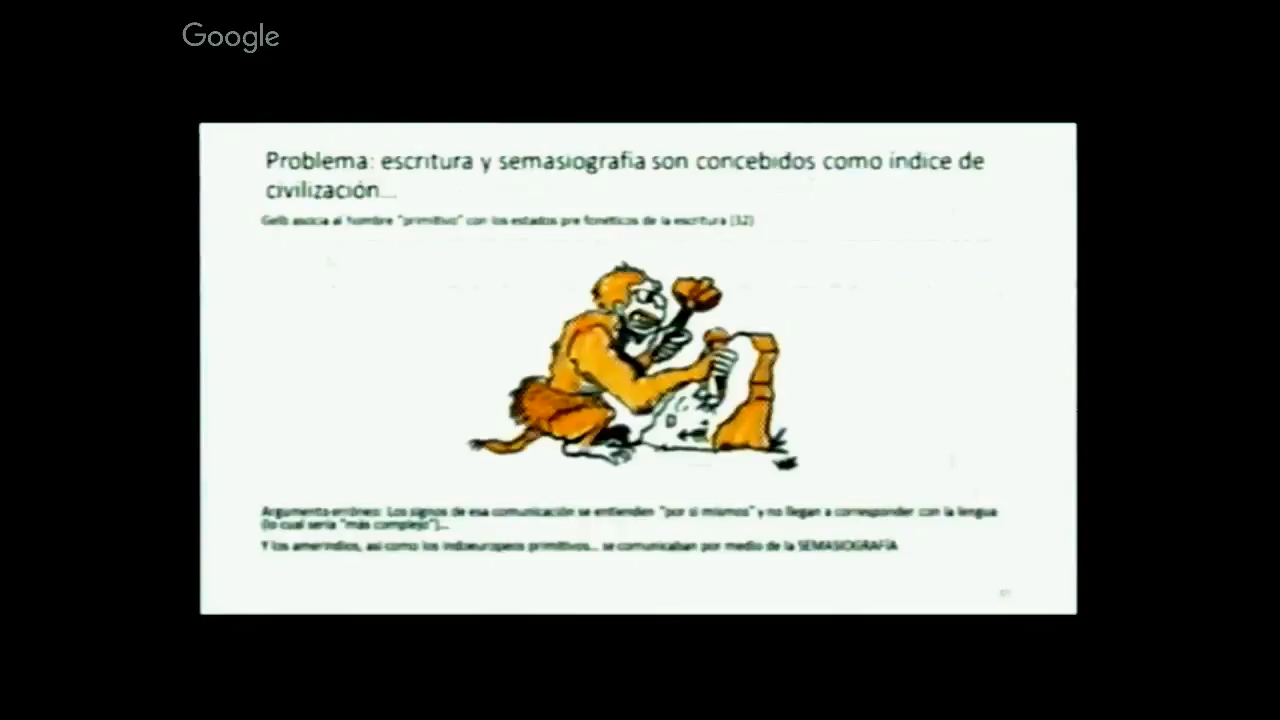 Google
Problema: escritura y semasiografia son concebidos como índice de
civilización...
Gelb asocia al hombre "primitivo" con los estados pre fonéticos de la escritura (32)
Argumento erróneo: Los signos de esa comunicación se entienden "por sí mismos" y no llegan a corresponder con la lengua
(lo cual sería "más complejo")...
Y los amerindios, así como los indoeuropeos primitivos... se comunicaban por medio de la SEMASIOGRAFÍA